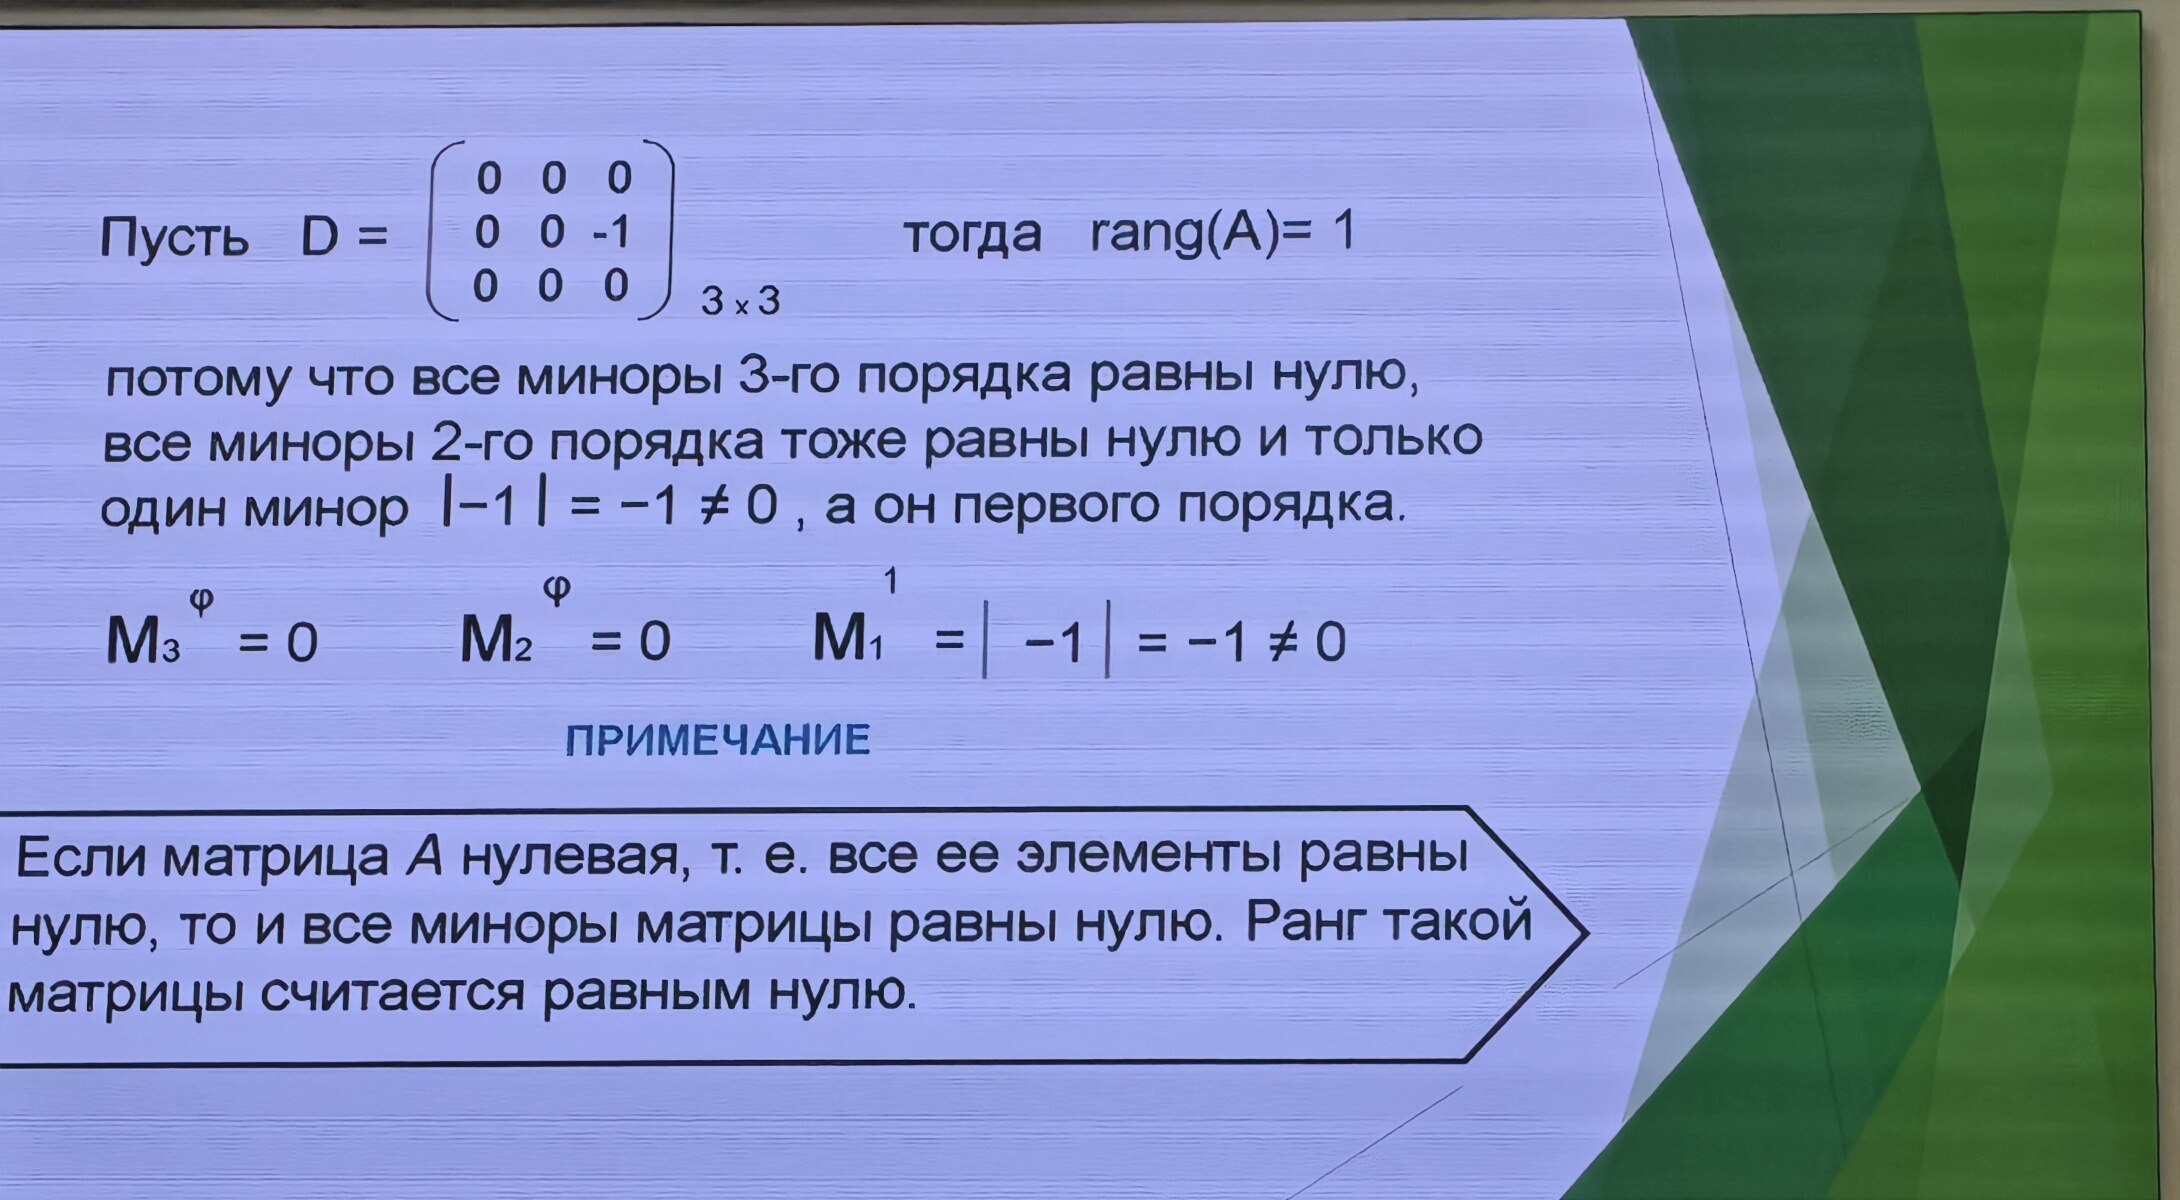 Пусть D = ( 0 0 0
0 0 -1
0 0 0 ) 3 x 3 тогда rang(A)= 1
потому что все миноры 3-го порядка равны нулю,
все миноры 2-го порядка тоже равны нулю и только
один минор |−1 | = −1 ≠ 0 , а он первого порядка.
M₃^φ = 0 M₂^φ = 0 M₁^1 = | −1 | = −1 ≠ 0
ПРИМЕЧАНИЕ
Если матрица A нулевая, т. е. все ее элементы равны
нулю, то и все миноры матрицы равны нулю. Ранг такой
матрицы считается равным нулю.